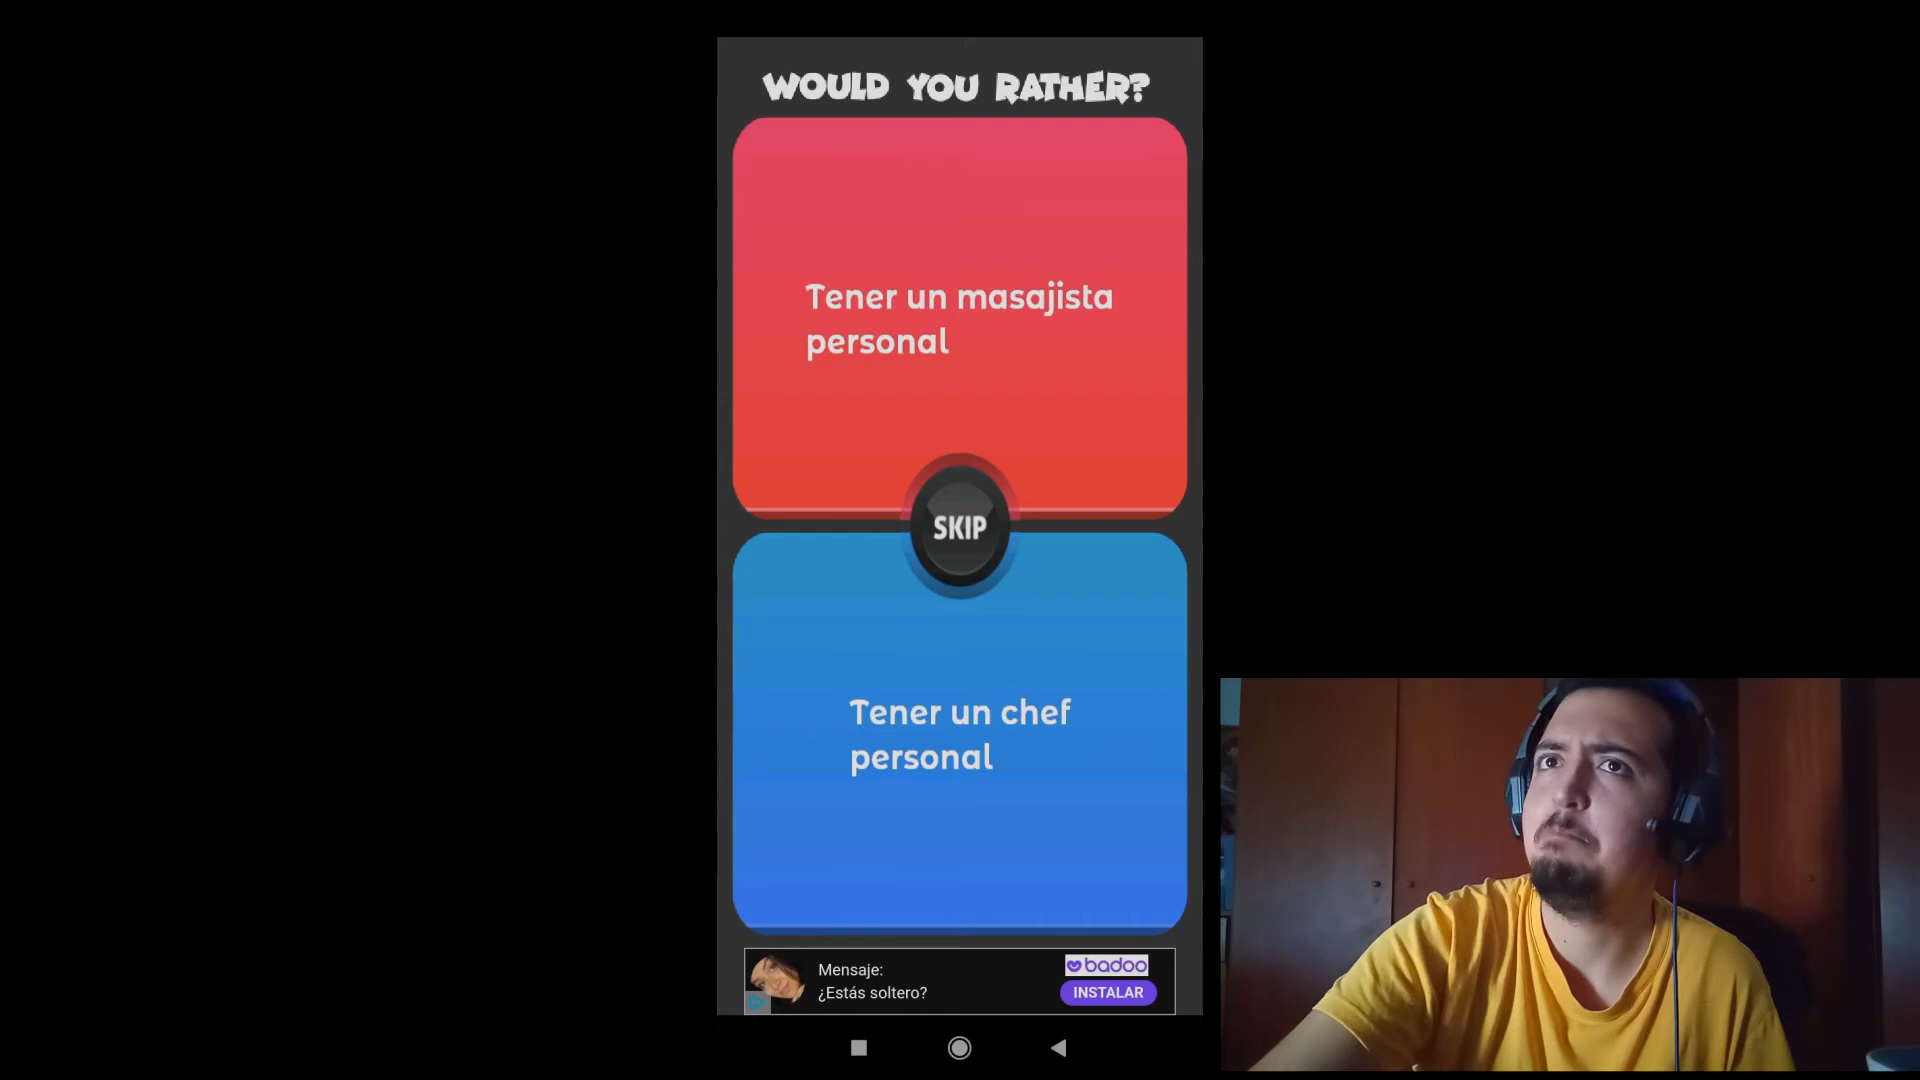 WOULD YOU RATHER?
Tener un masajista
personal
SKIP
Tener un chef
personal
Mensaje:
¿Estás soltero?
badoo
INSTALAR